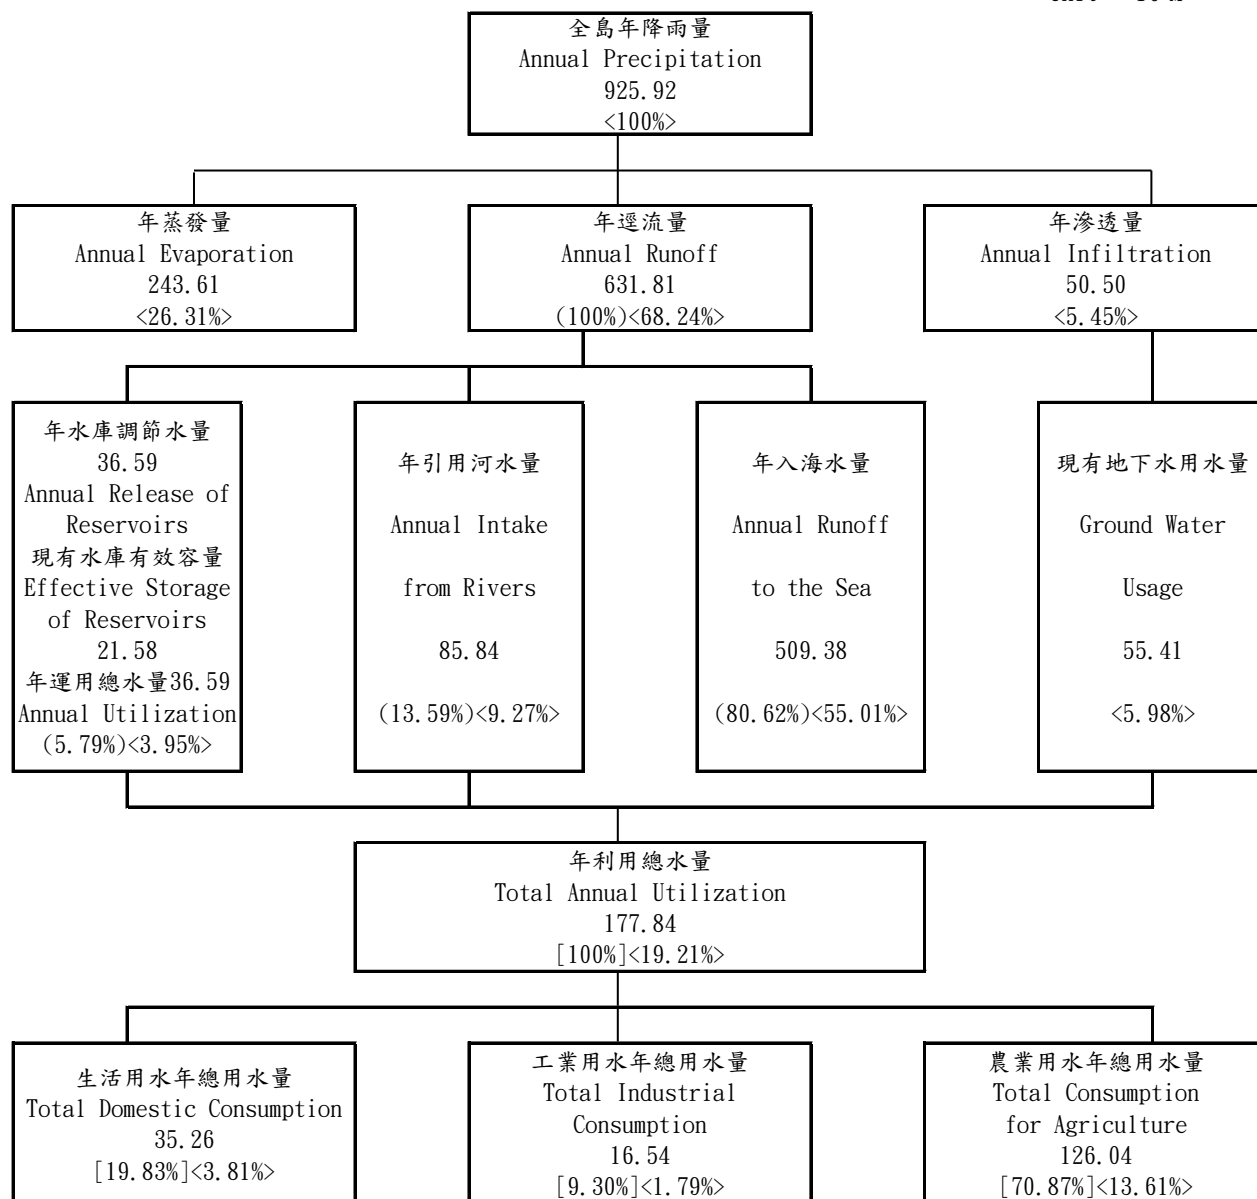 全島年降雨量
Annual Precipitation
925.92
<100%>
年蒸發量
Annual Evaporation
243.61
<26.31%>
年逕流量
Annual Runoff
631.81
(100%)<68.24%>
年滲透量
Annual Infiltration
50.50
<5.45%>
年水庫調節水量
36.59
Annual Release of
Reservoirs
現有水庫有效容量
Effective Storage
of Reservoirs
21.58
年運用總水量36.59
Annual Utilization
(5.79%)<3.95%>
年引用河水量
Annual Intake
from Rivers
85.84
(13.59%)<9.27%>
年入海水量
Annual Runoff
to the Sea
509.38
(80.62%)<55.01%>
現有地下水用水量
Ground Water
Usage
55.41
<5.98%>
年利用總水量
Total Annual Utilization
177.84
[100%]<19.21%>
生活用水年總用水量
Total Domestic Consumption
35.26
[19.83%]<3.81%>
工業用水年總用水量
Total Industrial
Consumption
16.54
[9.30%]<1.79%>
農業用水年總用水量
Total Consumption
for Agriculture
126.04
[70.87%]<13.61%>